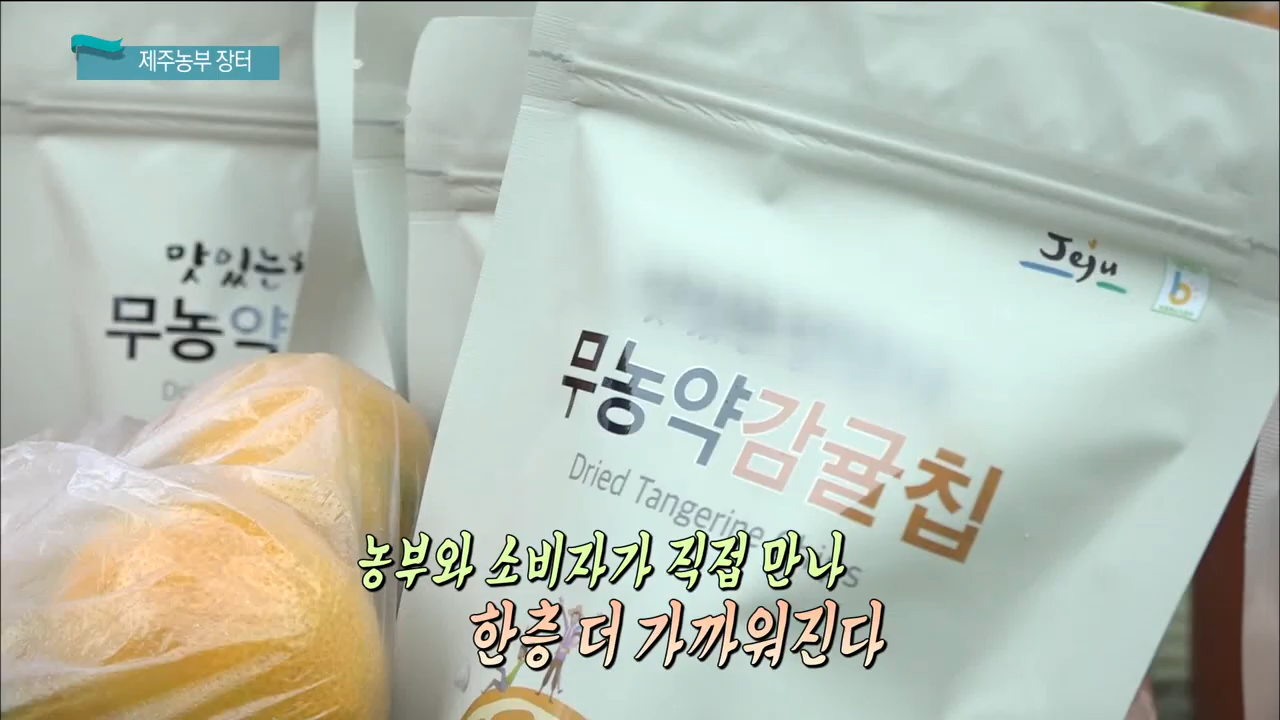 제주농부 장터
맛있는
무농약
Jeju
b
무농약감귤칩
Dried Tangerine
농부와 소비자가 직접 만나
한층 더 가까워진다